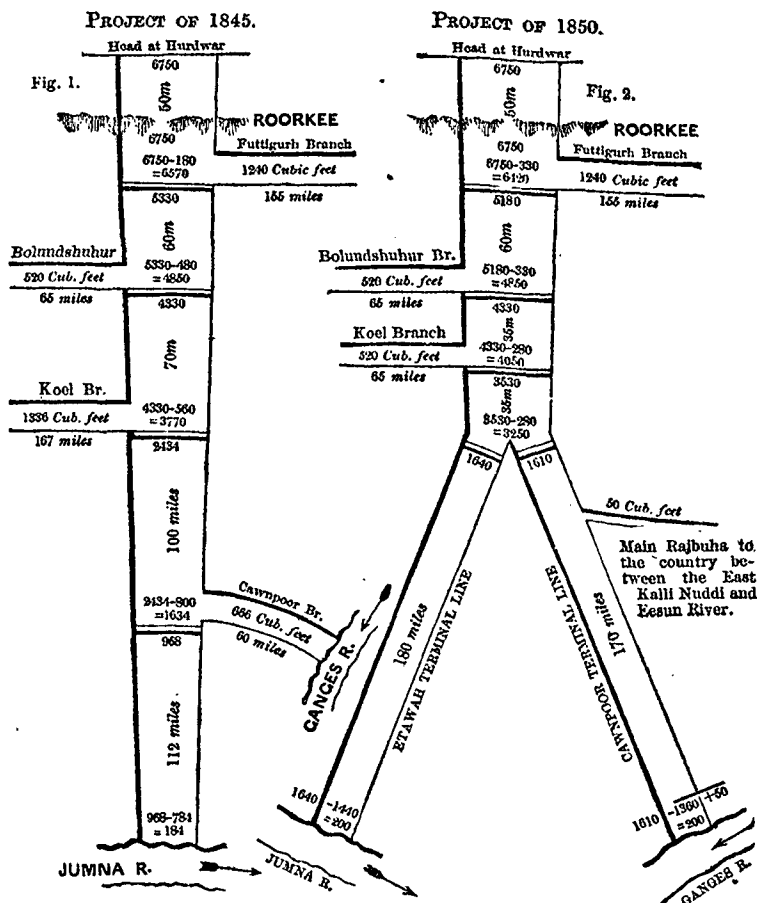 PROJECT OF 1845.
Head at Hurdwar
Fig. 1.
6750
50m
ROORKEE
6750
6750-180
=6570
Futtigurh Branch
1240 Cubic feet
155 miles
5330
60m
Bolundshuhur
520 Cub. feet
65 miles
5330-480
=4850
4330
70m
Koel Br.
1336 Cub. feet
167 miles
4330-560
=3770
2434
100 miles
2434-800
=1634
Cawnpoor Br.
666 Cub. feet
60 miles
GANGES R.
968
112 miles
968-784
=184
JUMNA R.
PROJECT OF 1850.
Head at Hurdwar
6750
50m
Fig. 2.
ROORKEE
6750
6750-330
=6420
Futtigurh Branch
1240 Cubic feet
155 miles
5180
60m
Bolundshuhur Br.
520 Cub. feet
65 miles
5180-330
=4850
4330
35m
Koel Branch
520 Cub. feet
65 miles
4330-280
=4050
3530
35m
3530-280
=3250
1640
1610
50 Cub. feet
Main Rajbuha to
the country be-
tween the East
Kalli Nuddi and
Eesun River.
180 miles
ETAWAH TERMINAL LINE
CAWNPOOR TERMINAL LINE
170 miles
1640
-1440
=200
JUMNA R.
1610
-1360
+50
=200
GANGES R.